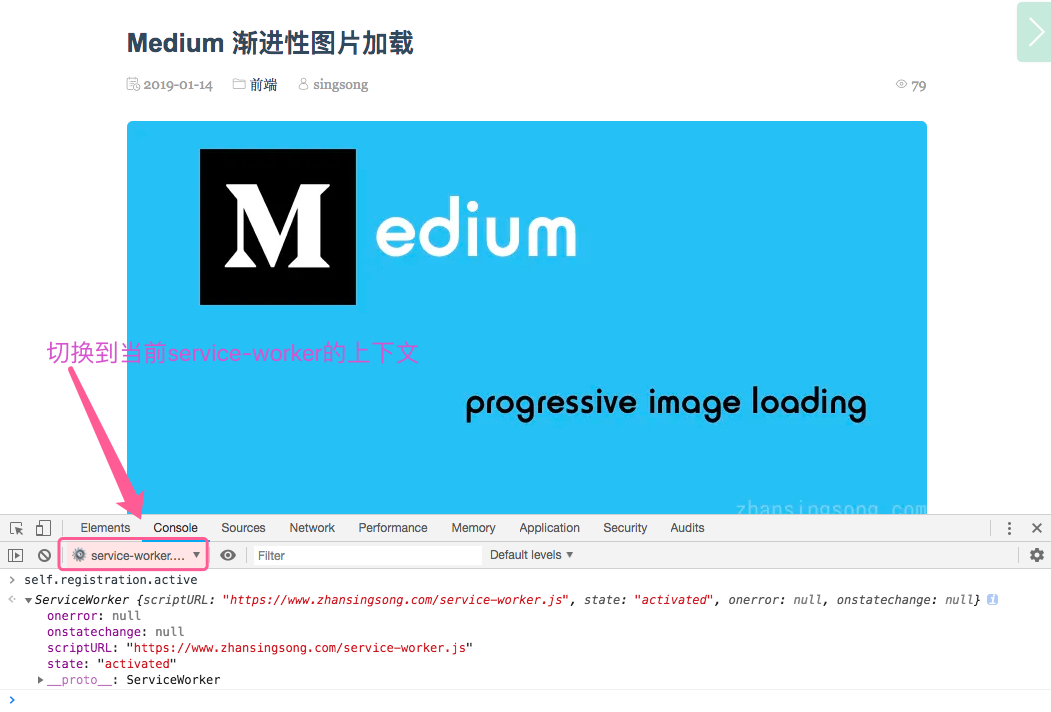 Medium 渐进性图片加载
2019-01-14 前端 singsong 79
Medium
切换到当前service-worker的上下文
progressive image loading
zhansingsong.com
Elements Console Sources Network Performance Memory Application Security Audits
service-worker.... Filter Default levels
self.registration.active
ServiceWorker {scriptURL: "https://www.zhansingsong.com/service-worker.js", state: "activated", onerror: null, onstatechange: null}
onerror: null
onstatechange: null
scriptURL: "https://www.zhansingsong.com/service-worker.js"
state: "activated"
__proto__: ServiceWorker